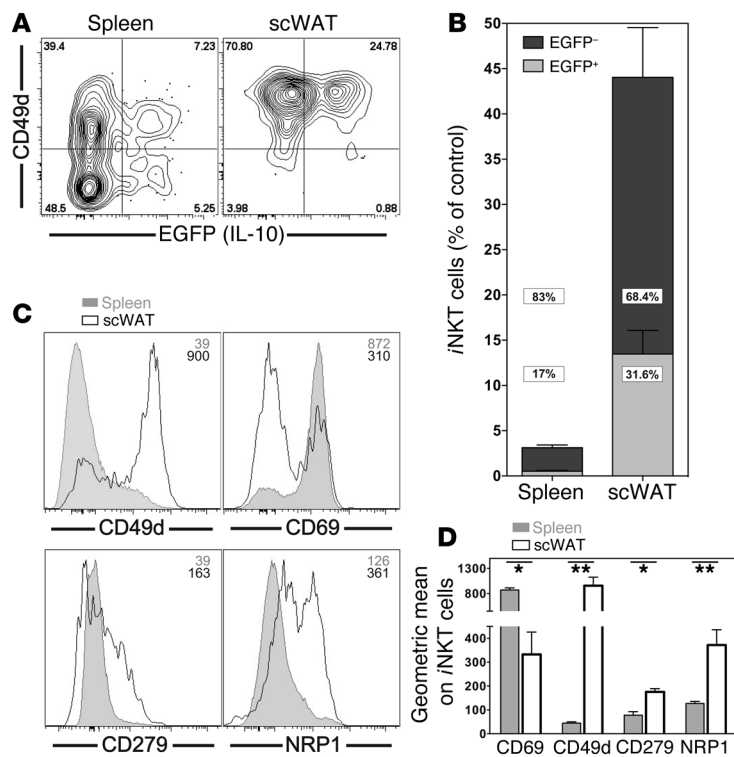 A
Spleen
scWAT
39.4
7.23
70.80
24.78
CD49d
48.5
5.25
3.98
0.88
EGFP (IL-10)
B
EGFP⁻
EGFP⁺
iNKT cells (% of control)
50
45
40
35
30
25
20
15
10
5
0
83%
68.4%
17%
31.6%
Spleen
scWAT
C
Spleen
scWAT
39
900
872
310
CD49d
CD69
39
163
126
361
CD279
NRP1
D
Spleen
scWAT
Geometric mean
on iNKT cells
1300
800
400
300
200
100
0
*
**
*
**
CD69
CD49d
CD279
NRP1